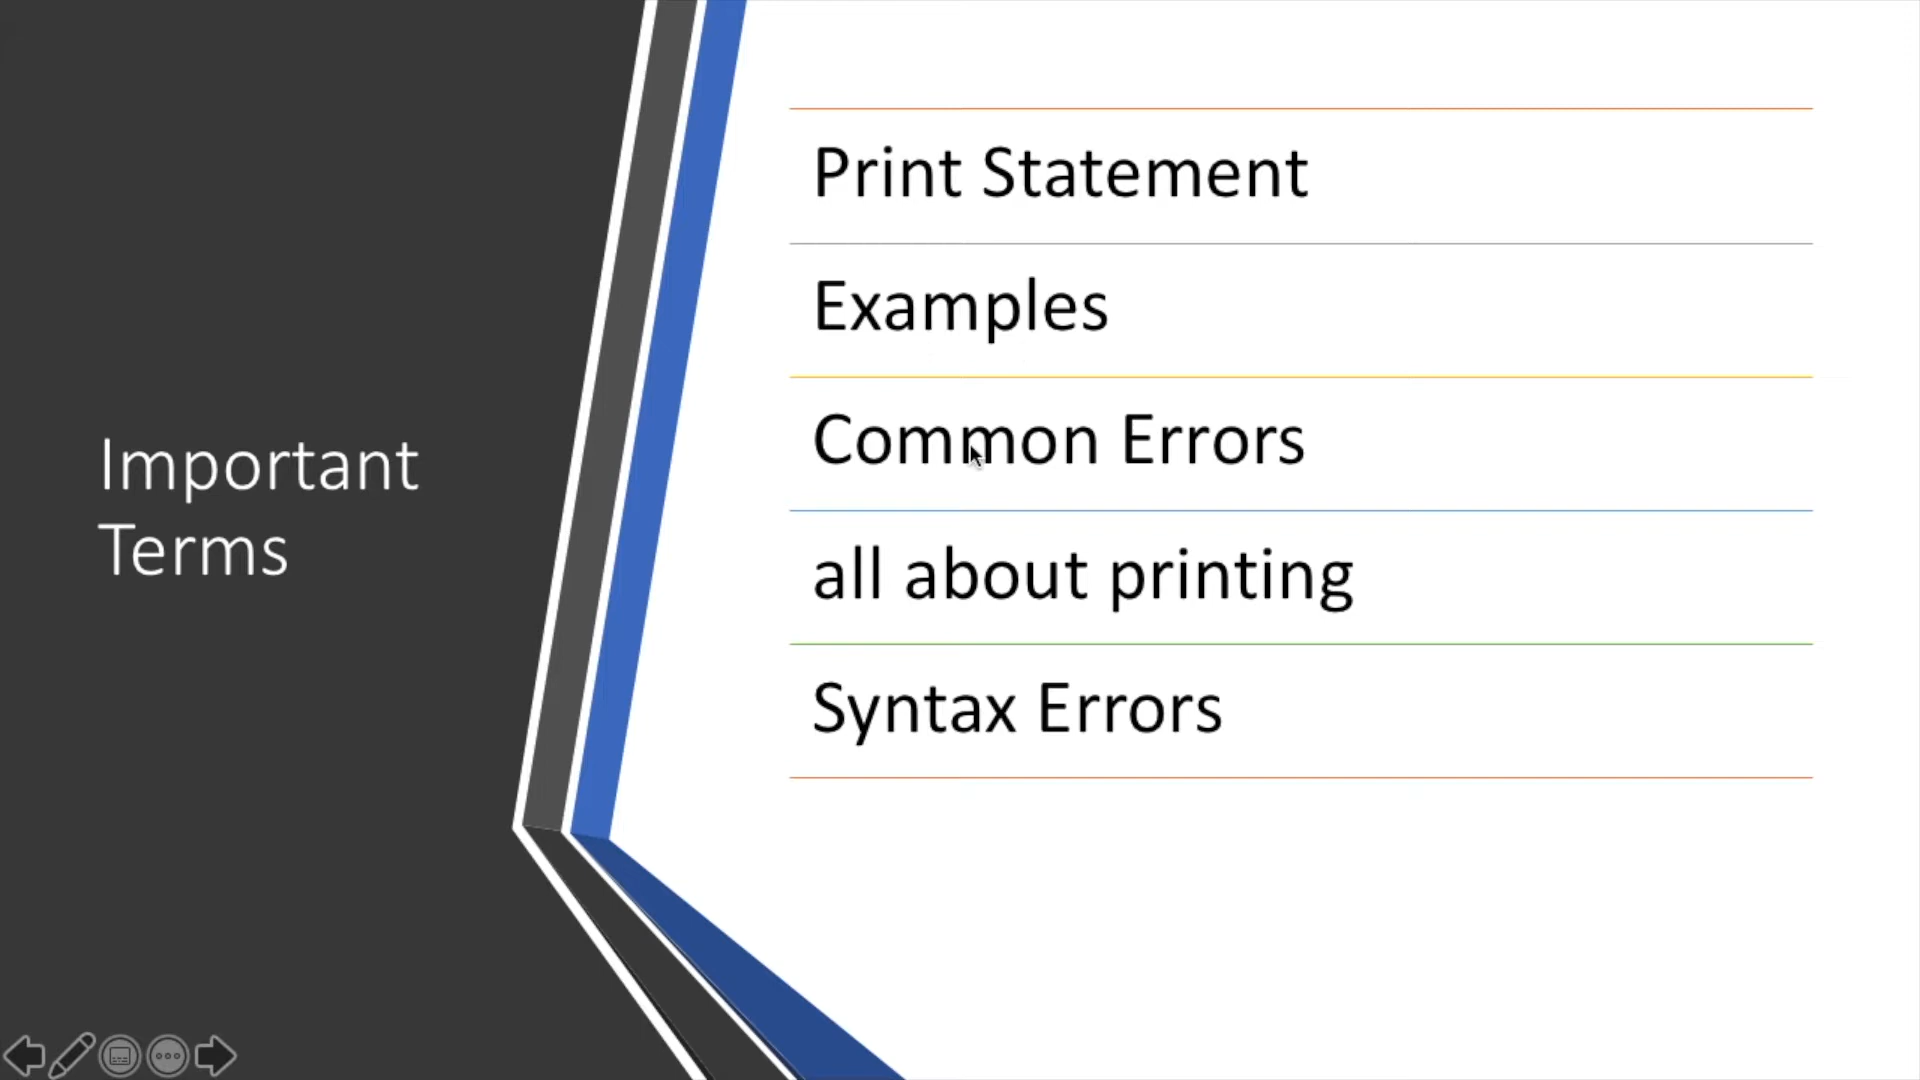 Important
Terms
Print Statement
Examples
Common Errors
all about printing
Syntax Errors